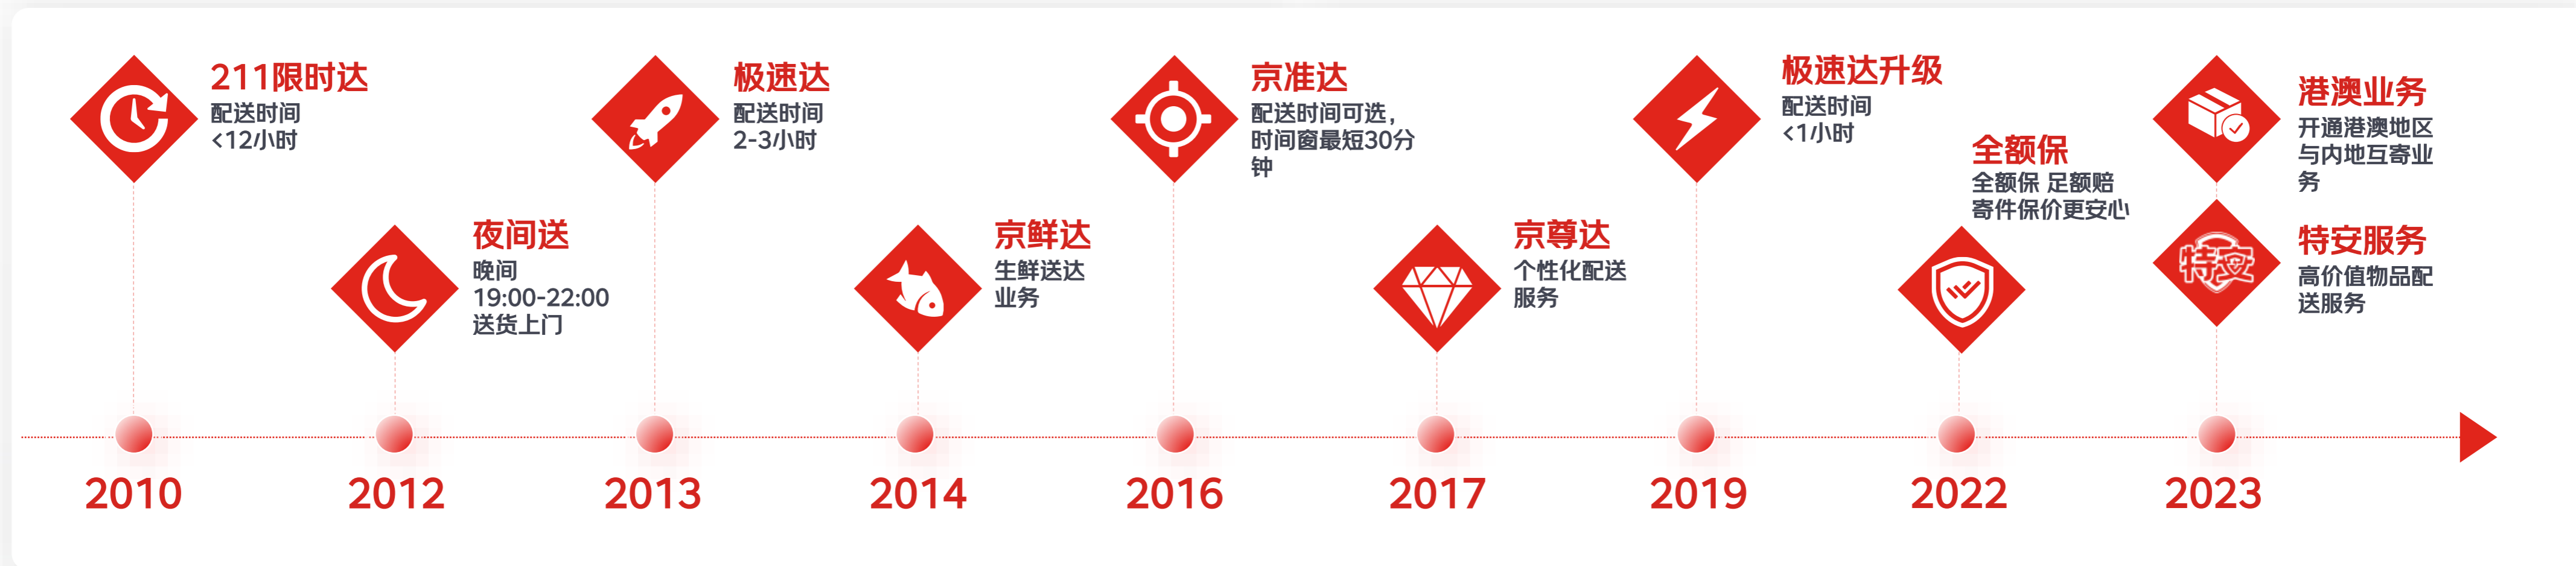 211限时达
配送时间
<12小时
夜间送
晚间
19:00-22:00
送货上门
极速达
配送时间
2-3小时
京鲜达
生鲜送达
业务
京准达
配送时间可选，
时间窗最短30分
钟
京尊达
个性化配送
服务
极速达升级
配送时间
<1小时
全额保
全额保 足额赔
寄件保价更安心
港澳业务
开通港澳地区
与内地互寄业
务
特安
特安服务
高价值物品配
送服务
2010
2012
2013
2014
2016
2017
2019
2022
2023